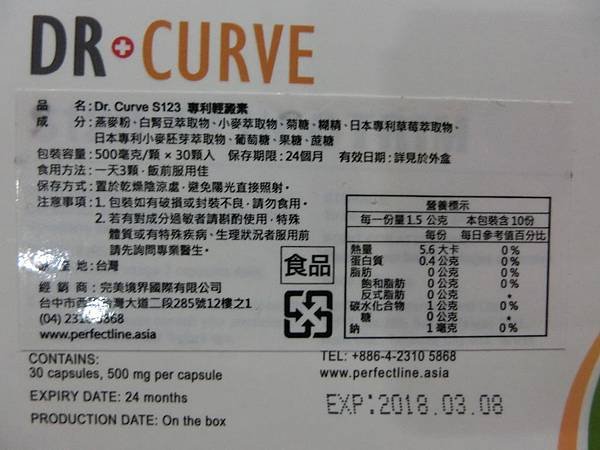 DR CURVE
品 名:Dr. Curve S123 專利輕澱素
成 分:燕麥粉、白腎豆萃取物、小麥萃取物、菊糖、糊精、日本專利草莓萃取物、
日本專利小麥胚芽萃取物、葡萄糖、果糖、蔗糖
包裝容量:500毫克/顆×30顆入 保存期限:24個月 有效日期:詳見於外盒
食用方法:一天3顆,飯前服用佳
保存方式:置於乾燥陰涼處,避免陽光直接照射。
注意事項:1. 包裝如有破損或封裝不良,請勿食用。
2. 若有對成分過敏者請斟酌使用,特殊
體質或有特殊疾病、生理狀況者服用前
請先詢問專業醫生。
產地:台灣
經 銷 商:完美境界國際有限公司
台中市西 台灣大道二段285號12樓之1
(04) 231 5868
www.perfectline.asia
食品
營養標示
每一份量1.5 公克 本包裝含10份
每份 每日參考值百分比
熱量 5.6 大卡 0%
蛋白質 0.4 公克 0%
脂肪 0 公克 0%
飽和脂肪 0 公克 0%
反式脂肪 0 公克 *
碳水化合物 1 公克 0%
糖 0 公克 *
鈉 1 毫克 0%
CONTAINS:
30 capsules, 500 mg per capsule
EXPIRY DATE: 24 months
PRODUCTION DATE: On the box
TEL: +886-4-2310 5868
www.perfectline.asia
EXP:2018.03.08